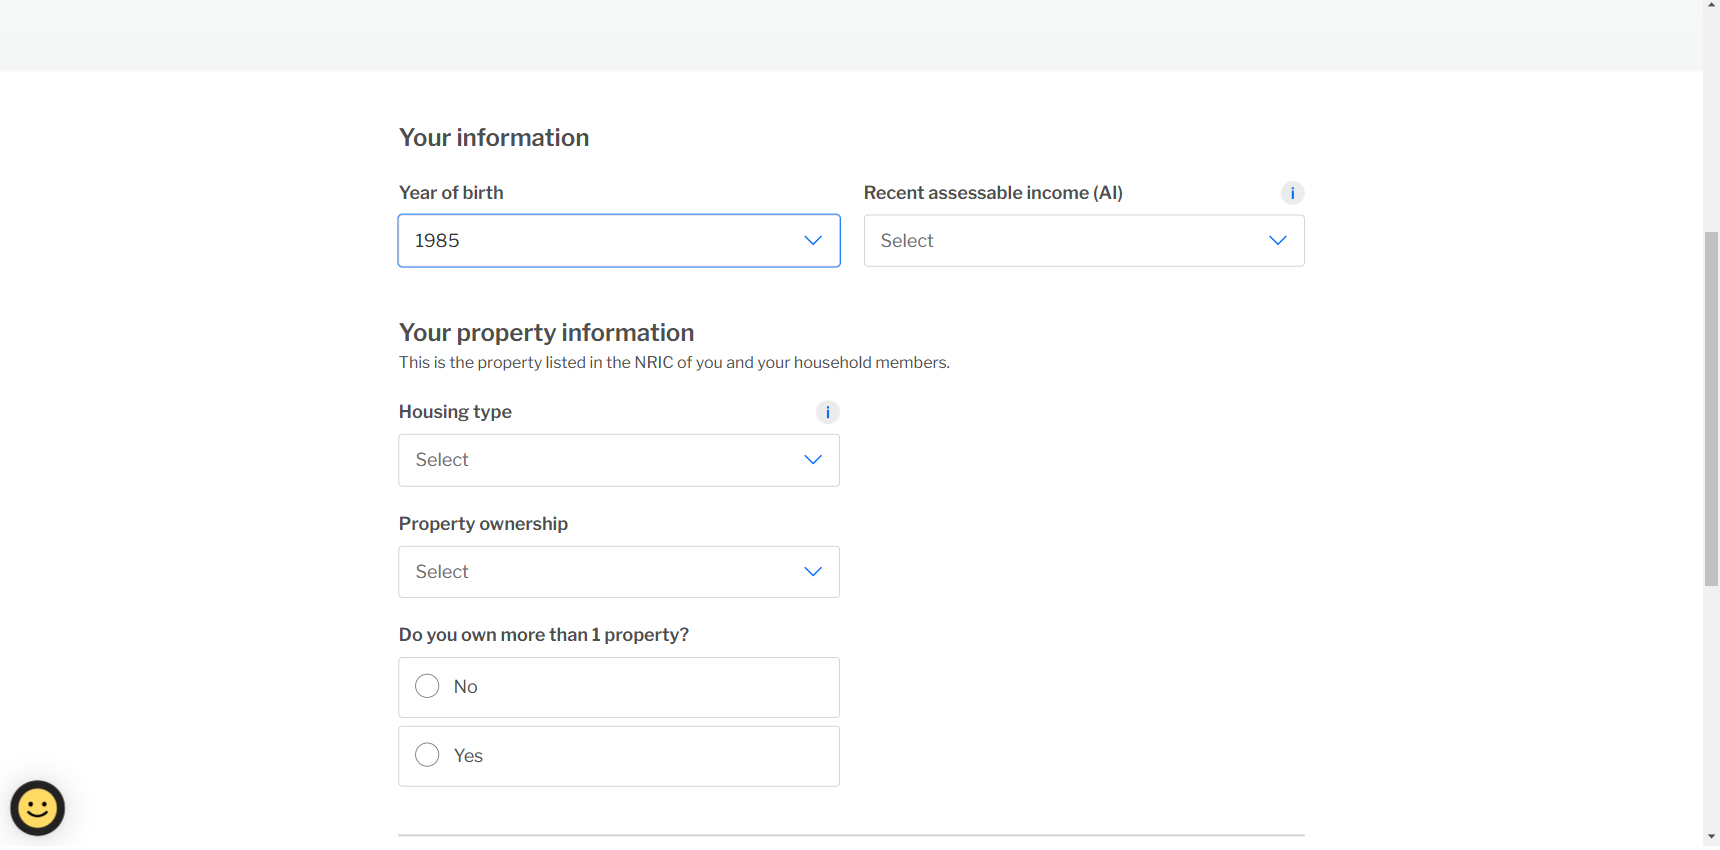 Your information
Year of birth
Recent assessable income (AI)
i
1985
Select
Your property information
This is the property listed in the NRIC of you and your household members.
Housing type
i
Select
Property ownership
Select
Do you own more than 1 property?
No
Yes